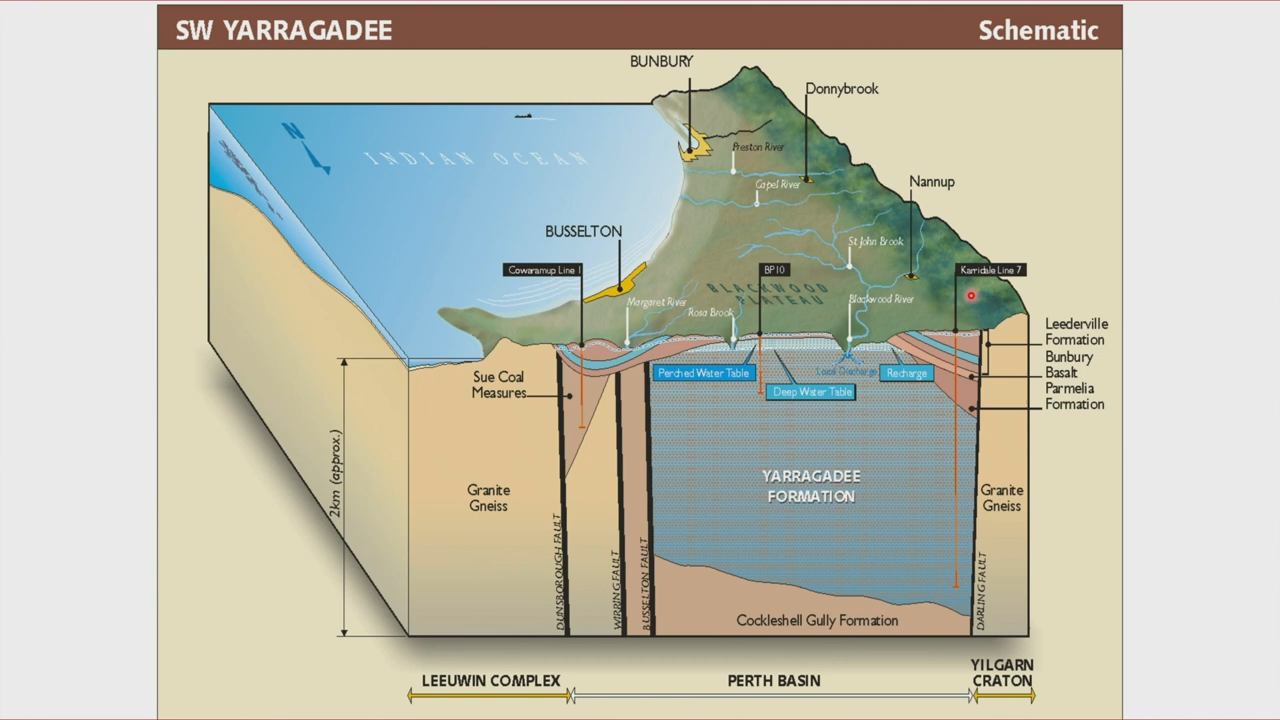 SW YARRAGADEE
Schematic
BUNBURY
Donnybrook
N
INDIAN OCEAN
Preston River
Capel River
Nannup
BUSSELTON
St John Brook
Cowaramup Line 1
BP10
Karridale Line 7
BLACKWOOD
PLATEAU
Margaret River
Rosa Brook
Blackwood River
Leederville
Formation
Bunbury
Basalt
Parmelia
Formation
Sue Coal
Measures
Perched Water Table
Local Discharge
Recharge
Deep Water Table
2km (approx.)
YARRAGADEE
FORMATION
Granite
Gneiss
Granite
Gneiss
DUNSBOROUGH FAULT
WIRRING FAULT
BUSSELTON FAULT
DARLING FAULT
Cockleshell Gully Formation
LEEUWIN COMPLEX
PERTH BASIN
YILGARN
CRATON